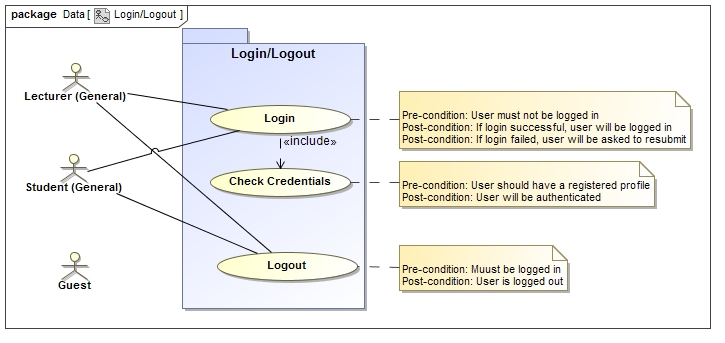 package Data [ Login/Logout ]
Login/Logout
Lecturer (General)
Login
Pre-condition: User must not be logged in
Post-condition: If login successful, user will be logged in
Post-condition: If login failed, user will be asked to resubmit
«include»
Student (General)
Check Credentials
Pre-condition: User should have a registered profile
Post-condition: User will be authenticated
Guest
Logout
Pre-condition: Muust be logged in
Post-condition: User is logged out